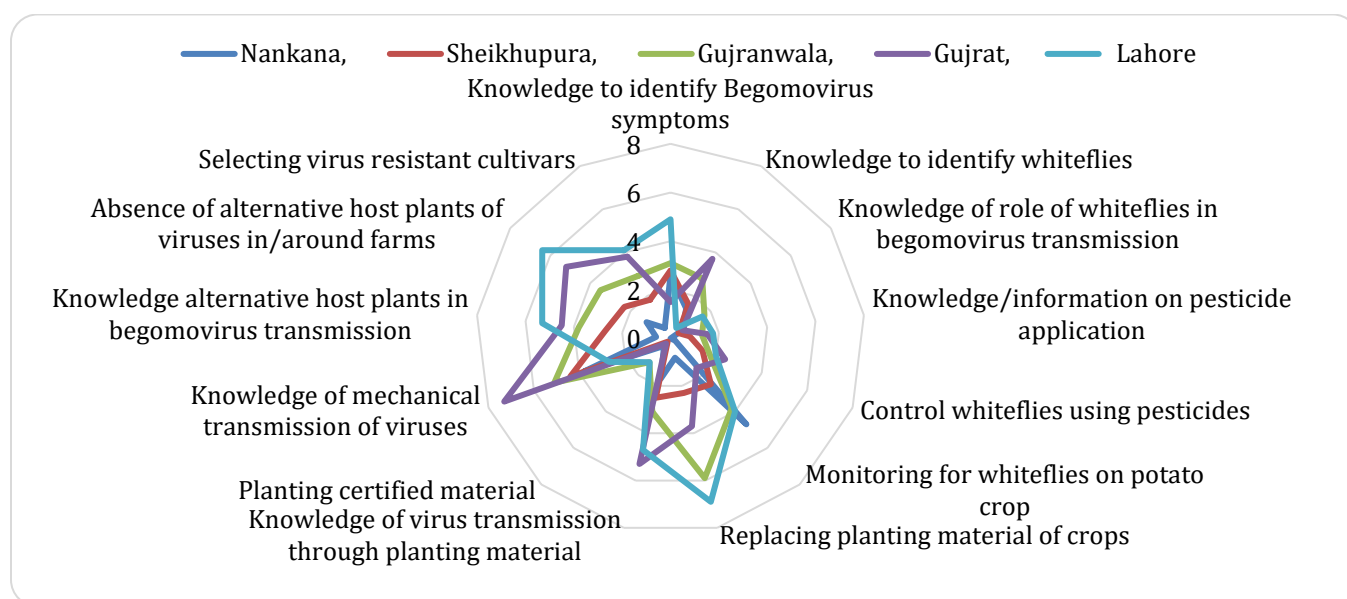 Nankana, Sheikhupura, Gujranwala, Gujrat, Lahore
Knowledge to identify Begomovirus
symptoms
8
6
4
2
0
Knowledge to identify whiteflies
Knowledge of role of whiteflies in
begomovirus transmission
Knowledge/information on pesticide
application
Control whiteflies using pesticides
Monitoring for whiteflies on potato
crop
Replacing planting material of crops
Knowledge of virus transmission
through planting material
Planting certified material
Knowledge of mechanical
transmission of viruses
Knowledge alternative host plants in
begomovirus transmission
Absence of alternative host plants of
viruses in/around farms
Selecting virus resistant cultivars